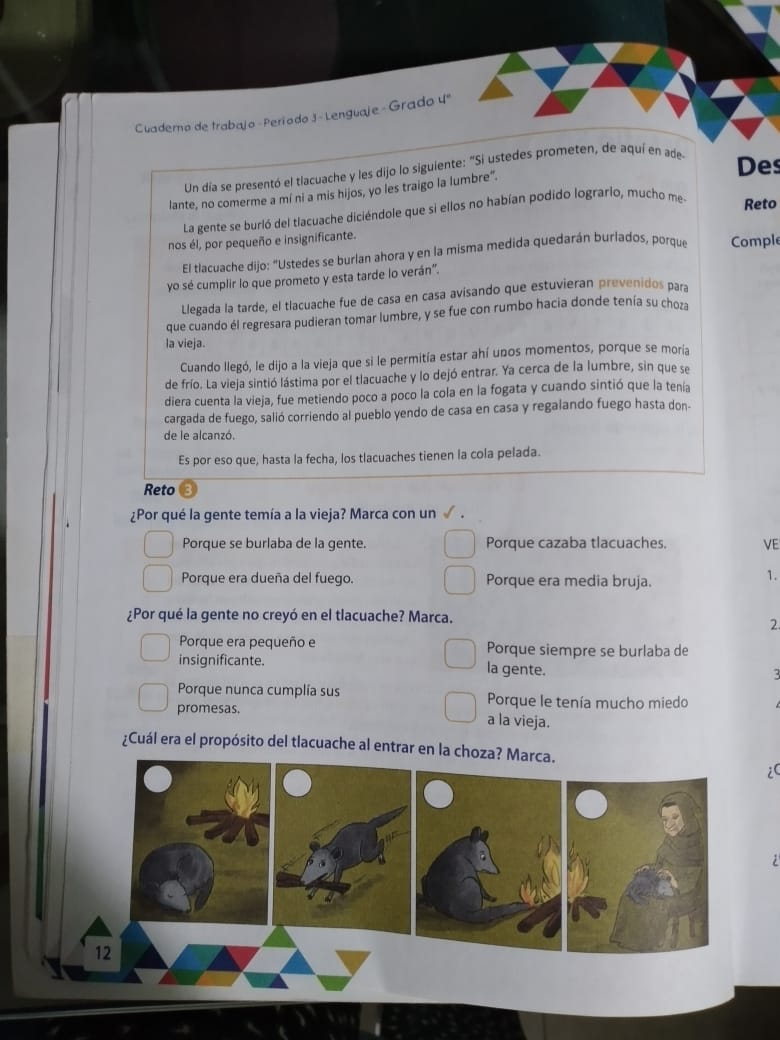 Cuaderno de trabajo - Periodo 3 - Lenguaje - Grado 4°
Un día se presentó el tlacuache y les dijo lo siguiente: "Si ustedes prometen, de aquí en ade-
lante, no comerme a mí ni a mis hijos, yo les traigo la lumbre".
La gente se burló del tlacuache diciéndole que si ellos no habían podido lograrlo, mucho me-
nos él, por pequeño e insignificante.
El tlacuache dijo: "Ustedes se burlan ahora y en la misma medida quedarán burlados, porque
yo sé cumplir lo que prometo y esta tarde lo verán".
Llegada la tarde, el tlacuache fue de casa en casa avisando que estuvieran prevenidos para
que cuando él regresara pudieran tomar lumbre, y se fue con rumbo hacia donde tenía su choza
la vieja.
Cuando llegó, le dijo a la vieja que si le permitía estar ahí unos momentos, porque se moría
de frío. La vieja sintió lástima por el tlacuache y lo dejó entrar. Ya cerca de la lumbre, sin que se
diera cuenta la vieja, fue metiendo poco a poco la cola en la fogata y cuando sintió que la tenía
cargada de fuego, salió corriendo al pueblo yendo de casa en casa y regalando fuego hasta don-
de le alcanzó.
Es por eso que, hasta la fecha, los tlacuaches tienen la cola pelada.
Reto 3
¿Por qué la gente temía a la vieja? Marca con un ✓ .
Porque se burlaba de la gente.
Porque cazaba tlacuaches.
Porque era dueña del fuego.
Porque era media bruja.
¿Por qué la gente no creyó en el tlacuache? Marca.
Porque era pequeño e
insignificante.
Porque siempre se burlaba de
la gente.
Porque nunca cumplía sus
promesas.
Porque le tenía mucho miedo
a la vieja.
¿Cuál era el propósito del tlacuache al entrar en la choza? Marca.
12
Des
Reto
Comple
VE
1.
2.
3
¿C